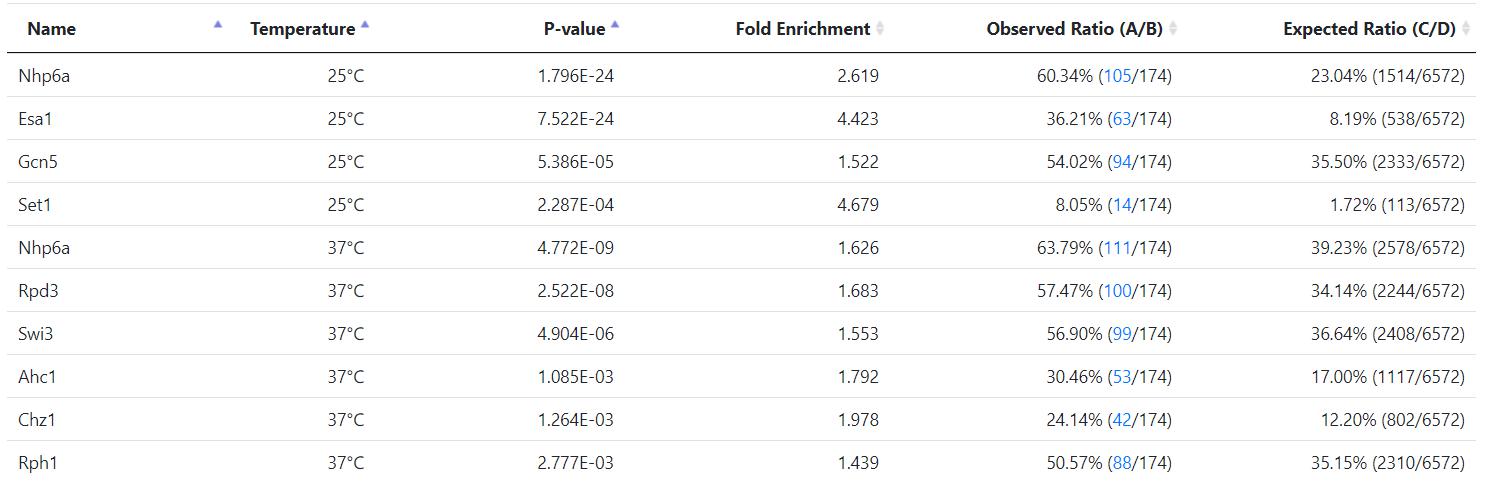 Name Temperature P-value Fold Enrichment Observed Ratio (A/B) Expected Ratio (C/D)
Nhp6a 25°C 1.796E-24 2.619 60.34% (105/174) 23.04% (1514/6572)
Esa1 25°C 7.522E-24 4.423 36.21% (63/174) 8.19% (538/6572)
Gcn5 25°C 5.386E-05 1.522 54.02% (94/174) 35.50% (2333/6572)
Set1 25°C 2.287E-04 4.679 8.05% (14/174) 1.72% (113/6572)
Nhp6a 37°C 4.772E-09 1.626 63.79% (111/174) 39.23% (2578/6572)
Rpd3 37°C 2.522E-08 1.683 57.47% (100/174) 34.14% (2244/6572)
Swi3 37°C 4.904E-06 1.553 56.90% (99/174) 36.64% (2408/6572)
Ahc1 37°C 1.085E-03 1.792 30.46% (53/174) 17.00% (1117/6572)
Chz1 37°C 1.264E-03 1.978 24.14% (42/174) 12.20% (802/6572)
Rph1 37°C 2.777E-03 1.439 50.57% (88/174) 35.15% (2310/6572)